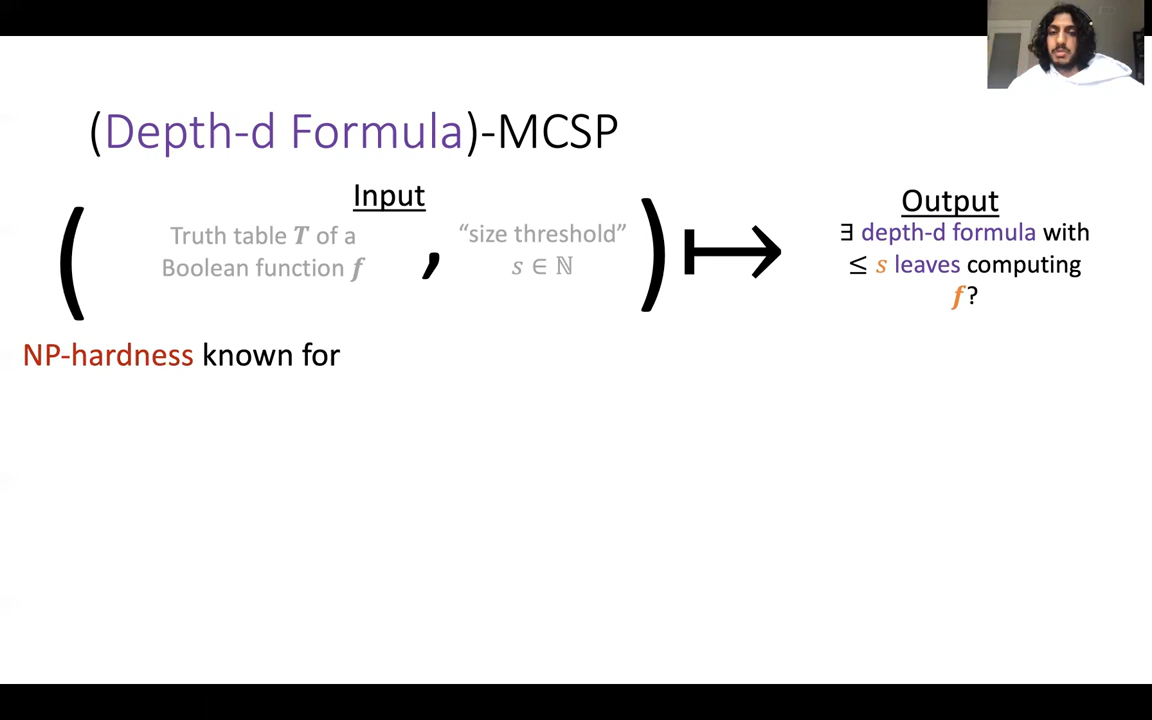 (Depth-d Formula)-MCSP
Input
( Truth table T of a
Boolean function f , “size threshold”
s ∈ ℕ ) ↦
Output
∃ depth-d formula with
≤ s leaves computing
f?
NP-hardness known for